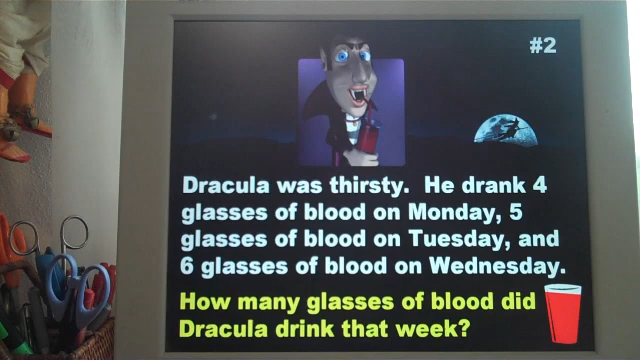 #2
Dracula was thirsty. He drank 4
glasses of blood on Monday, 5
glasses of blood on Tuesday, and
6 glasses of blood on Wednesday.
How many glasses of blood did
Dracula drink that week?